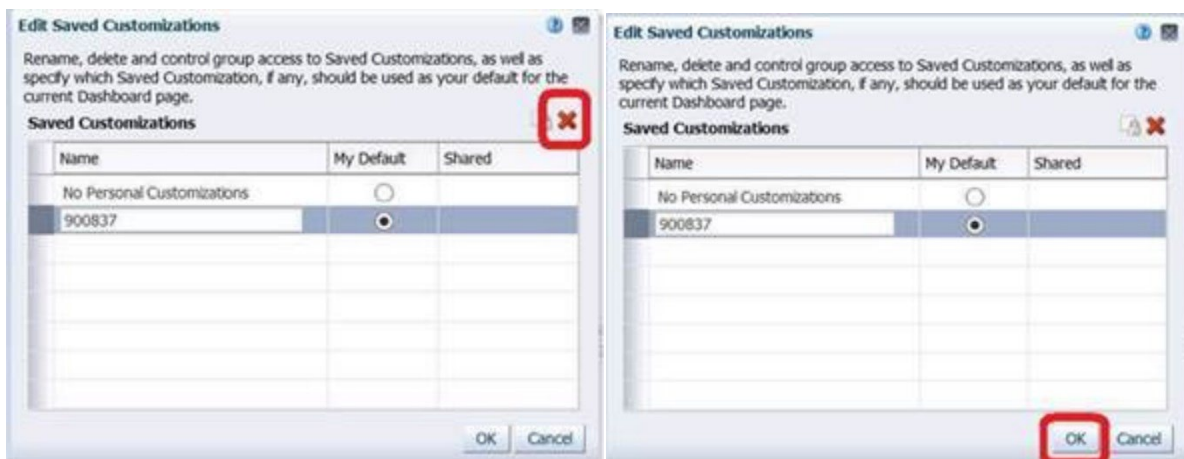 Edit Saved Customizations
Rename, delete and control group access to Saved Customizations, as well as
specify which Saved Customization, if any, should be used as your default for the
current Dashboard page.
Saved Customizations
Name My Default Shared
No Personal Customizations
900837
OK Cancel
Edit Saved Customizations
Rename, delete and control group access to Saved Customizations, as well as
specify which Saved Customization, if any, should be used as your default for the
current Dashboard page.
Saved Customizations
Name My Default Shared
No Personal Customizations
900837
OK Cancel